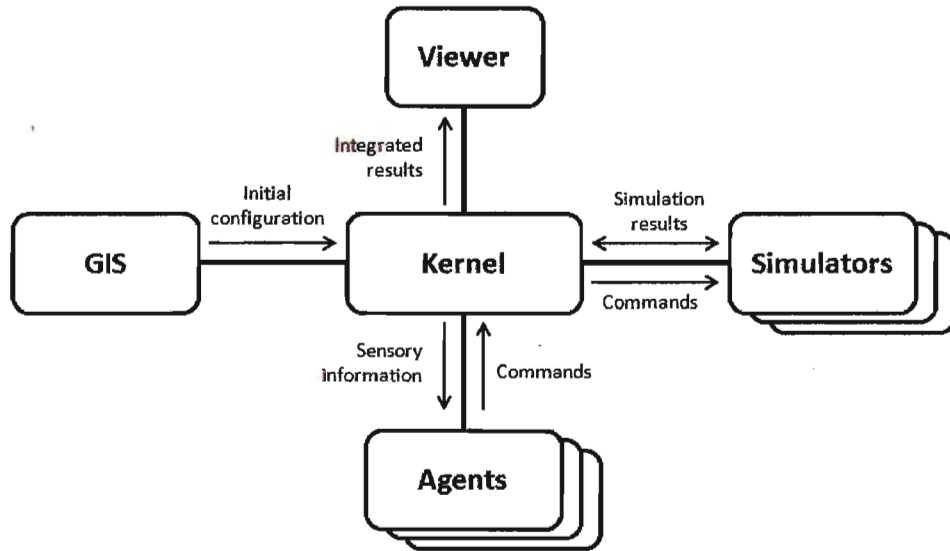 Viewer
Integrated
results
Initial
configuration
Simulation
results
GIS
Kernel
Simulators
Commands
Sensory
information
Commands
Agents